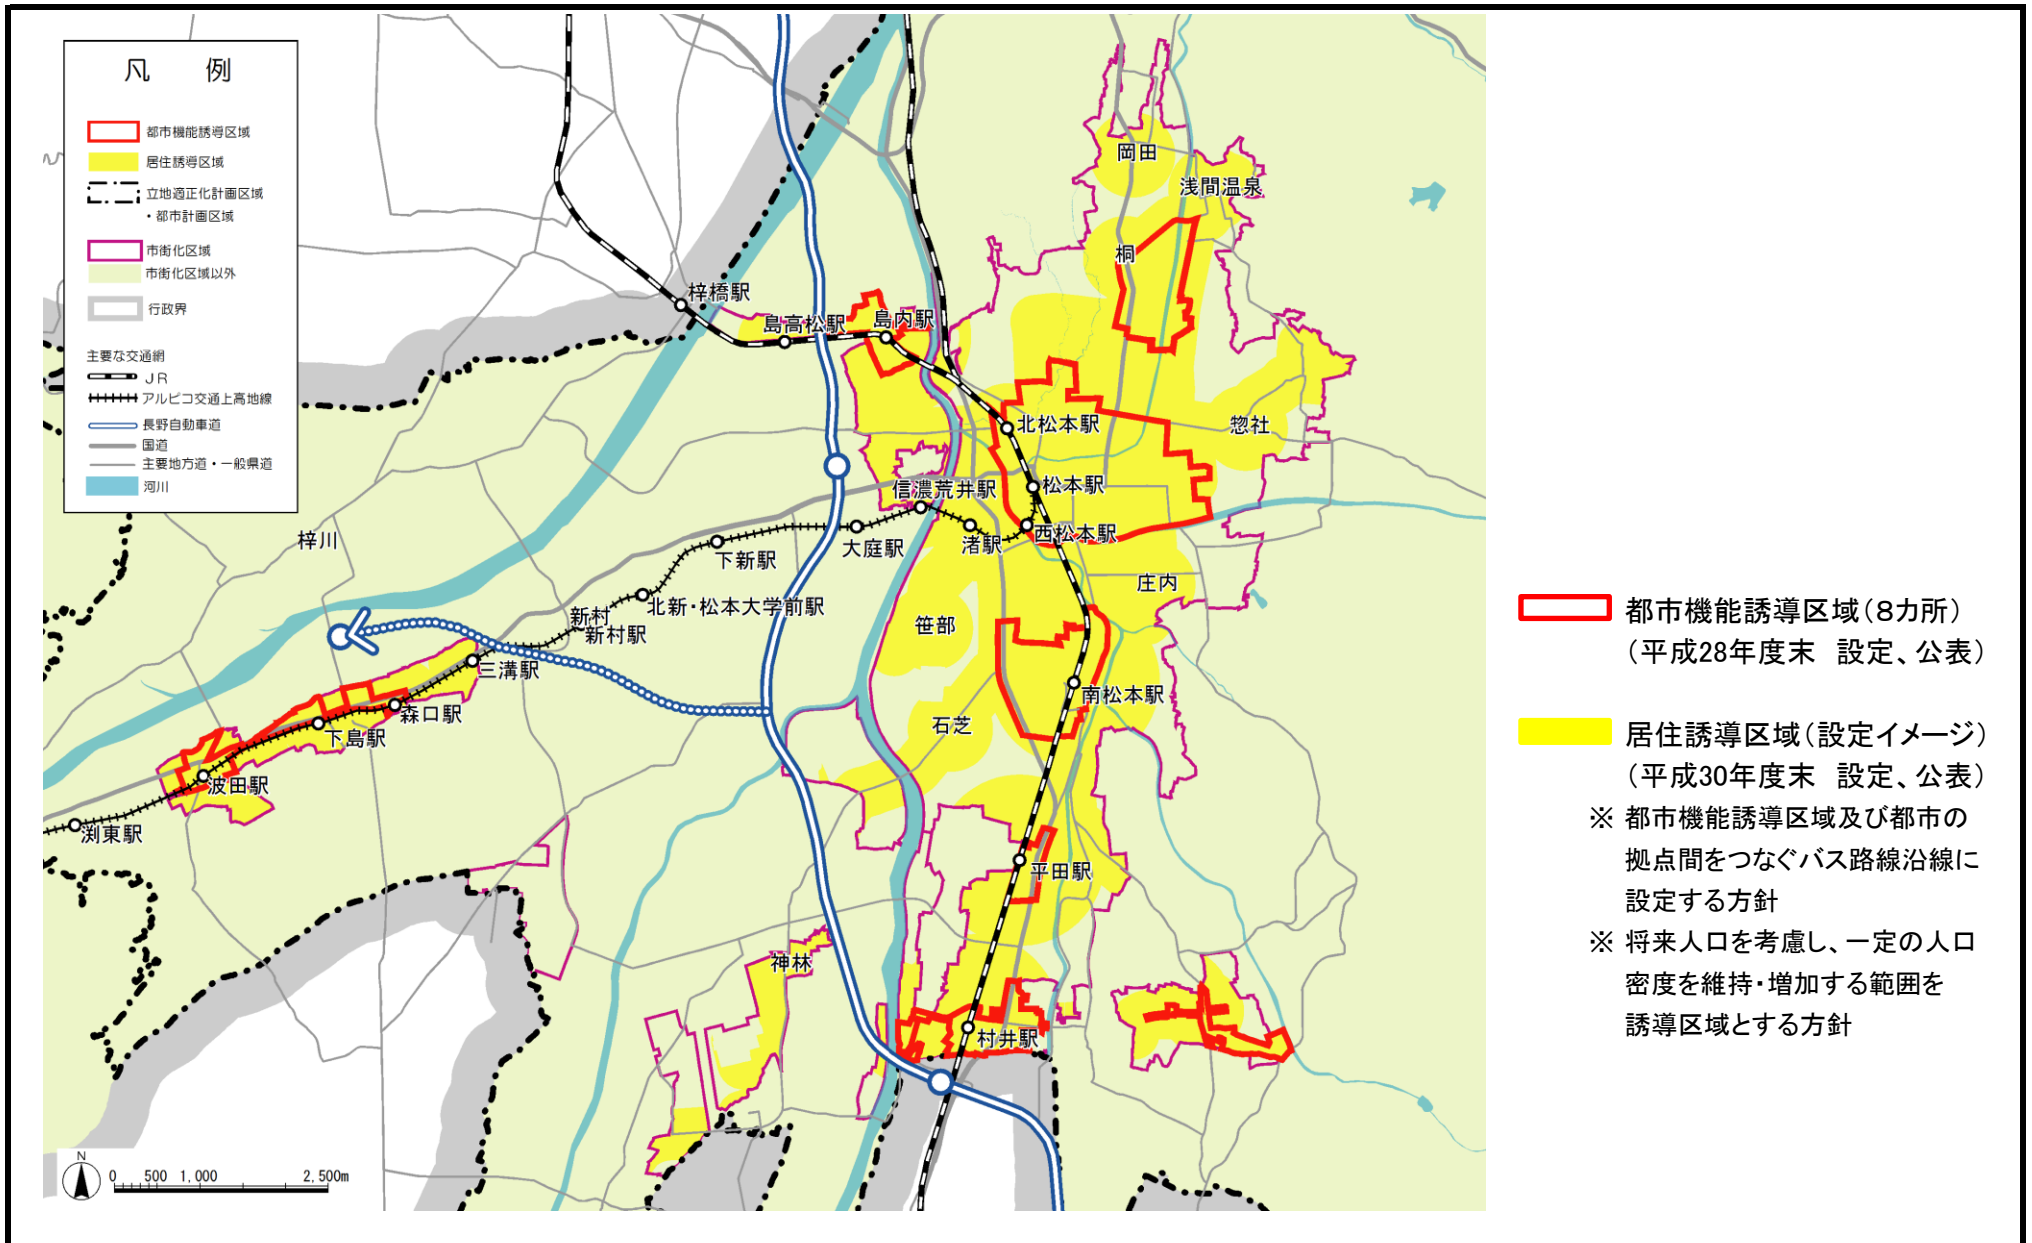 凡　例
都市機能誘導区域
居住誘導区域
立地適正化計画区域
・都市計画区域
市街化区域
市街化区域以外
行政界
主要な交通網
ＪＲ
アルピコ交通上高地線
長野自動車道
国道
主要地方道・一般県道
河川
岡田
浅間温泉
桐
梓橋駅
島高松駅
島内駅
北松本駅
惣社
松本駅
信濃荒井駅
西松本駅
渚駅
大庭駅
下新駅
梓川
庄内
北新・松本大学前駅
新村
新村駅
笹部
三溝駅
南松本駅
森口駅
石芝
下島駅
波田駅
渕東駅
平田駅
神林
村井駅
N
0　500　1,000　2,500m
都市機能誘導区域（８カ所）
（平成28年度末　設定、公表）
居住誘導区域（設定イメージ）
（平成30年度末　設定、公表）
※ 都市機能誘導区域及び都市の
拠点間をつなぐバス路線沿線に
設定する方針
※ 将来人口を考慮し、一定の人口
密度を維持・増加する範囲を
誘導区域とする方針